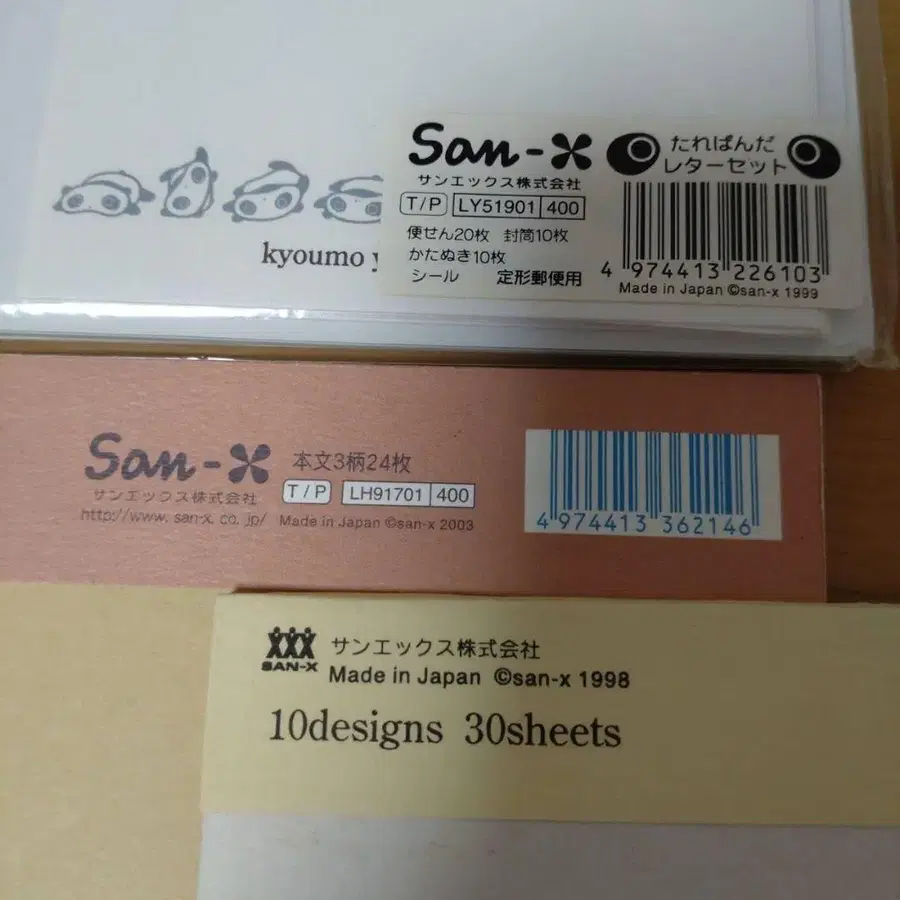 San-X
たれぱんだ
レターセット
サンエックス株式会社
T/P LY51901 400
便せん20枚 封筒10枚
かたぬき10枚
シール 定形郵便用
4 974413 226103
Made in Japan ©san-x 1999
kyoumo
San-X
本文3柄24枚
サンエックス株式会社
T/P LH91701 400
http://www.san-x.co.jp/ Made in Japan ©san-x 2003
4 974413 362146
SAN-X
サンエックス株式会社
Made in Japan ©san-x 1998
10designs 30sheets